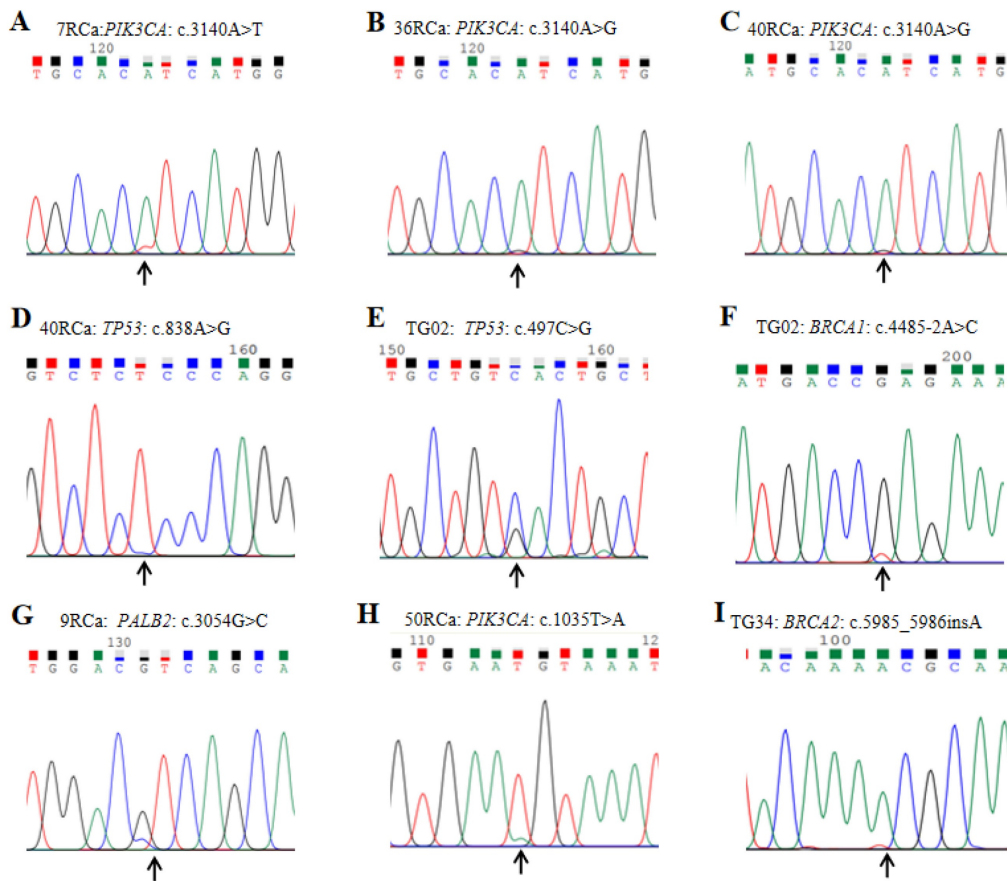 A
7RCa:PIK3CA: c.3140A>T
120
T G C A C A T C A T G G
B
36RCa: PIK3CA: c.3140A>G
120
T G C A C A T C A T G
C
40RCa: PIK3CA: c.3140A>G
120
A T G C A C A T C A T G
D
40RCa: TP53: c.838A>G
160
G T C T C T C C C A G G
E
TG02: TP53: c.497C>G
150 160
T G C T G T C A C T G C T
F
TG02: BRCA1: c.4485-2A>C
200
A T G A C C G A G A A A
G
9RCa: PALB2: c.3054G>C
130
T G G A C G T C A G C A
H
50RCa: PIK3CA: c.1035T>A
110 12
G T G A A T G T A A A T
I
TG34: BRCA2: c.5985_5986insA
100
A C A A A A C G C A A